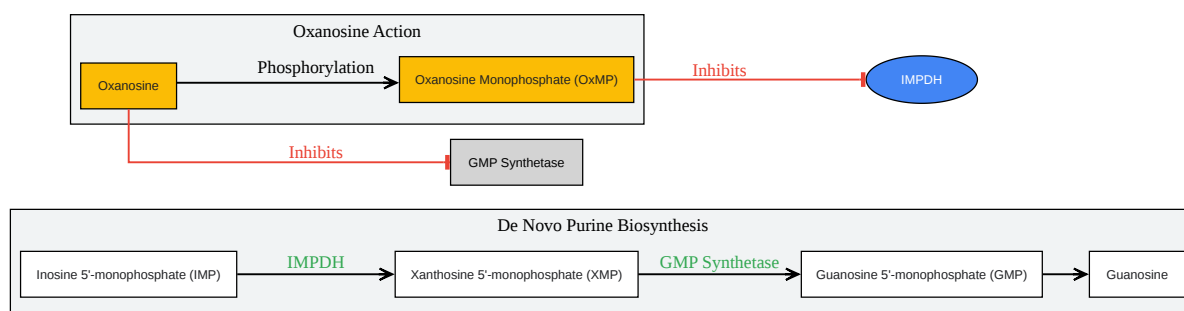 Oxanosine Action
Oxanosine
Phosphorylation
Oxanosine Monophosphate (OxMP)
Inhibits
IMPDH
Inhibits
GMP Synthetase
De Novo Purine Biosynthesis
Inosine 5'-monophosphate (IMP)
IMPDH
Xanthosine 5'-monophosphate (XMP)
GMP Synthetase
Guanosine 5'-monophosphate (GMP)
Guanosine